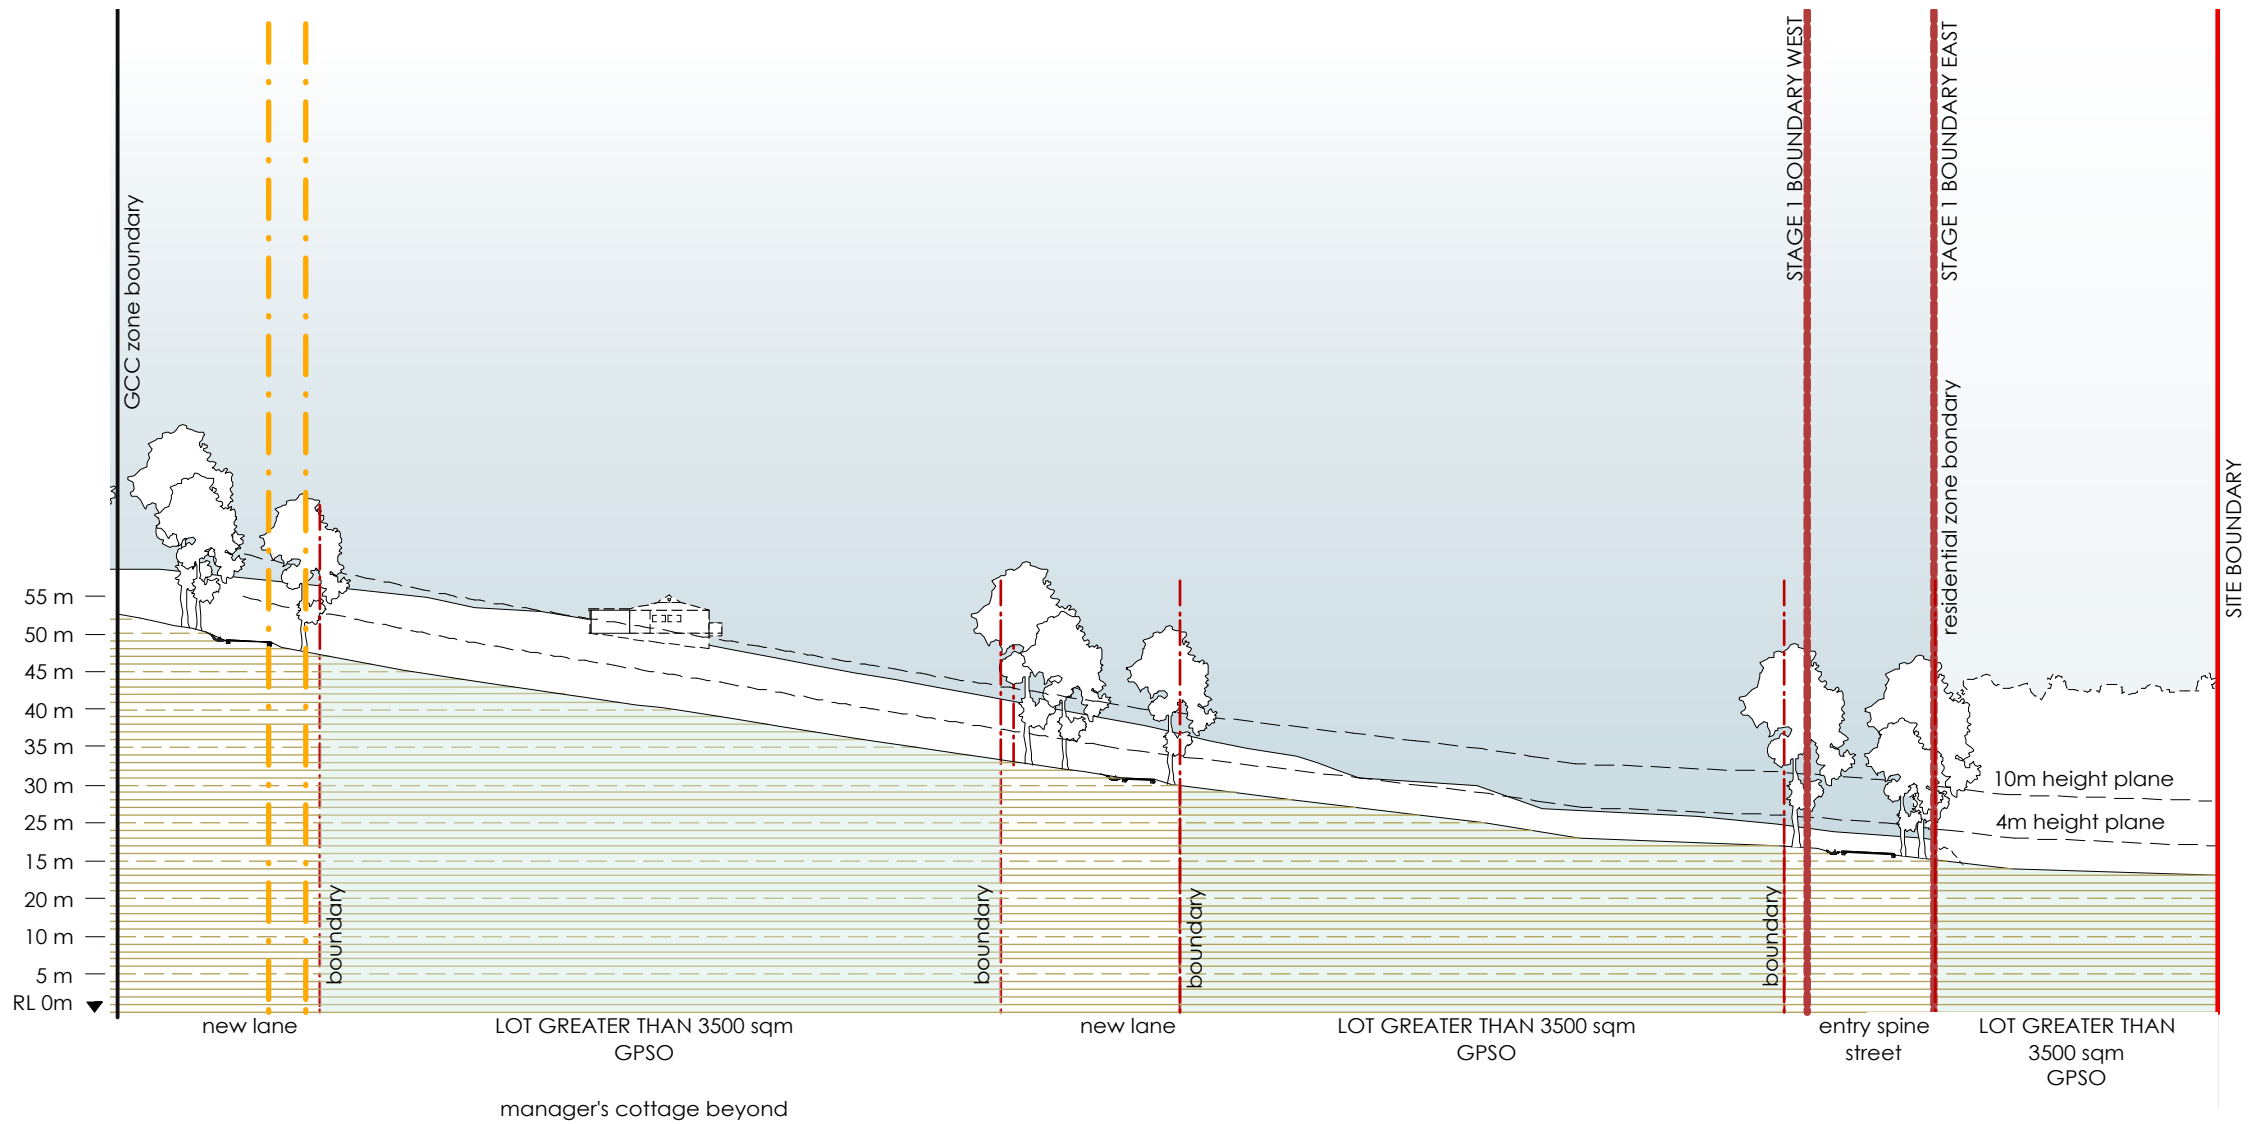 STAGE 1 BOUNDARY WEST
STAGE 1 BOUNDARY EAST
GCC zone boundary
residential zone bondary
SITE BOUNDARY
55 m
50 m
45 m
40 m
35 m
30 m
25 m
15 m
20 m
10 m
5 m
RL 0m
10m height plane
4m height plane
boundary
boundary
boundary
boundary
new lane
LOT GREATER THAN 3500 sqm
GPSO
new lane
LOT GREATER THAN 3500 sqm
GPSO
entry spine
street
LOT GREATER THAN
3500 sqm
GPSO
manager's cottage beyond